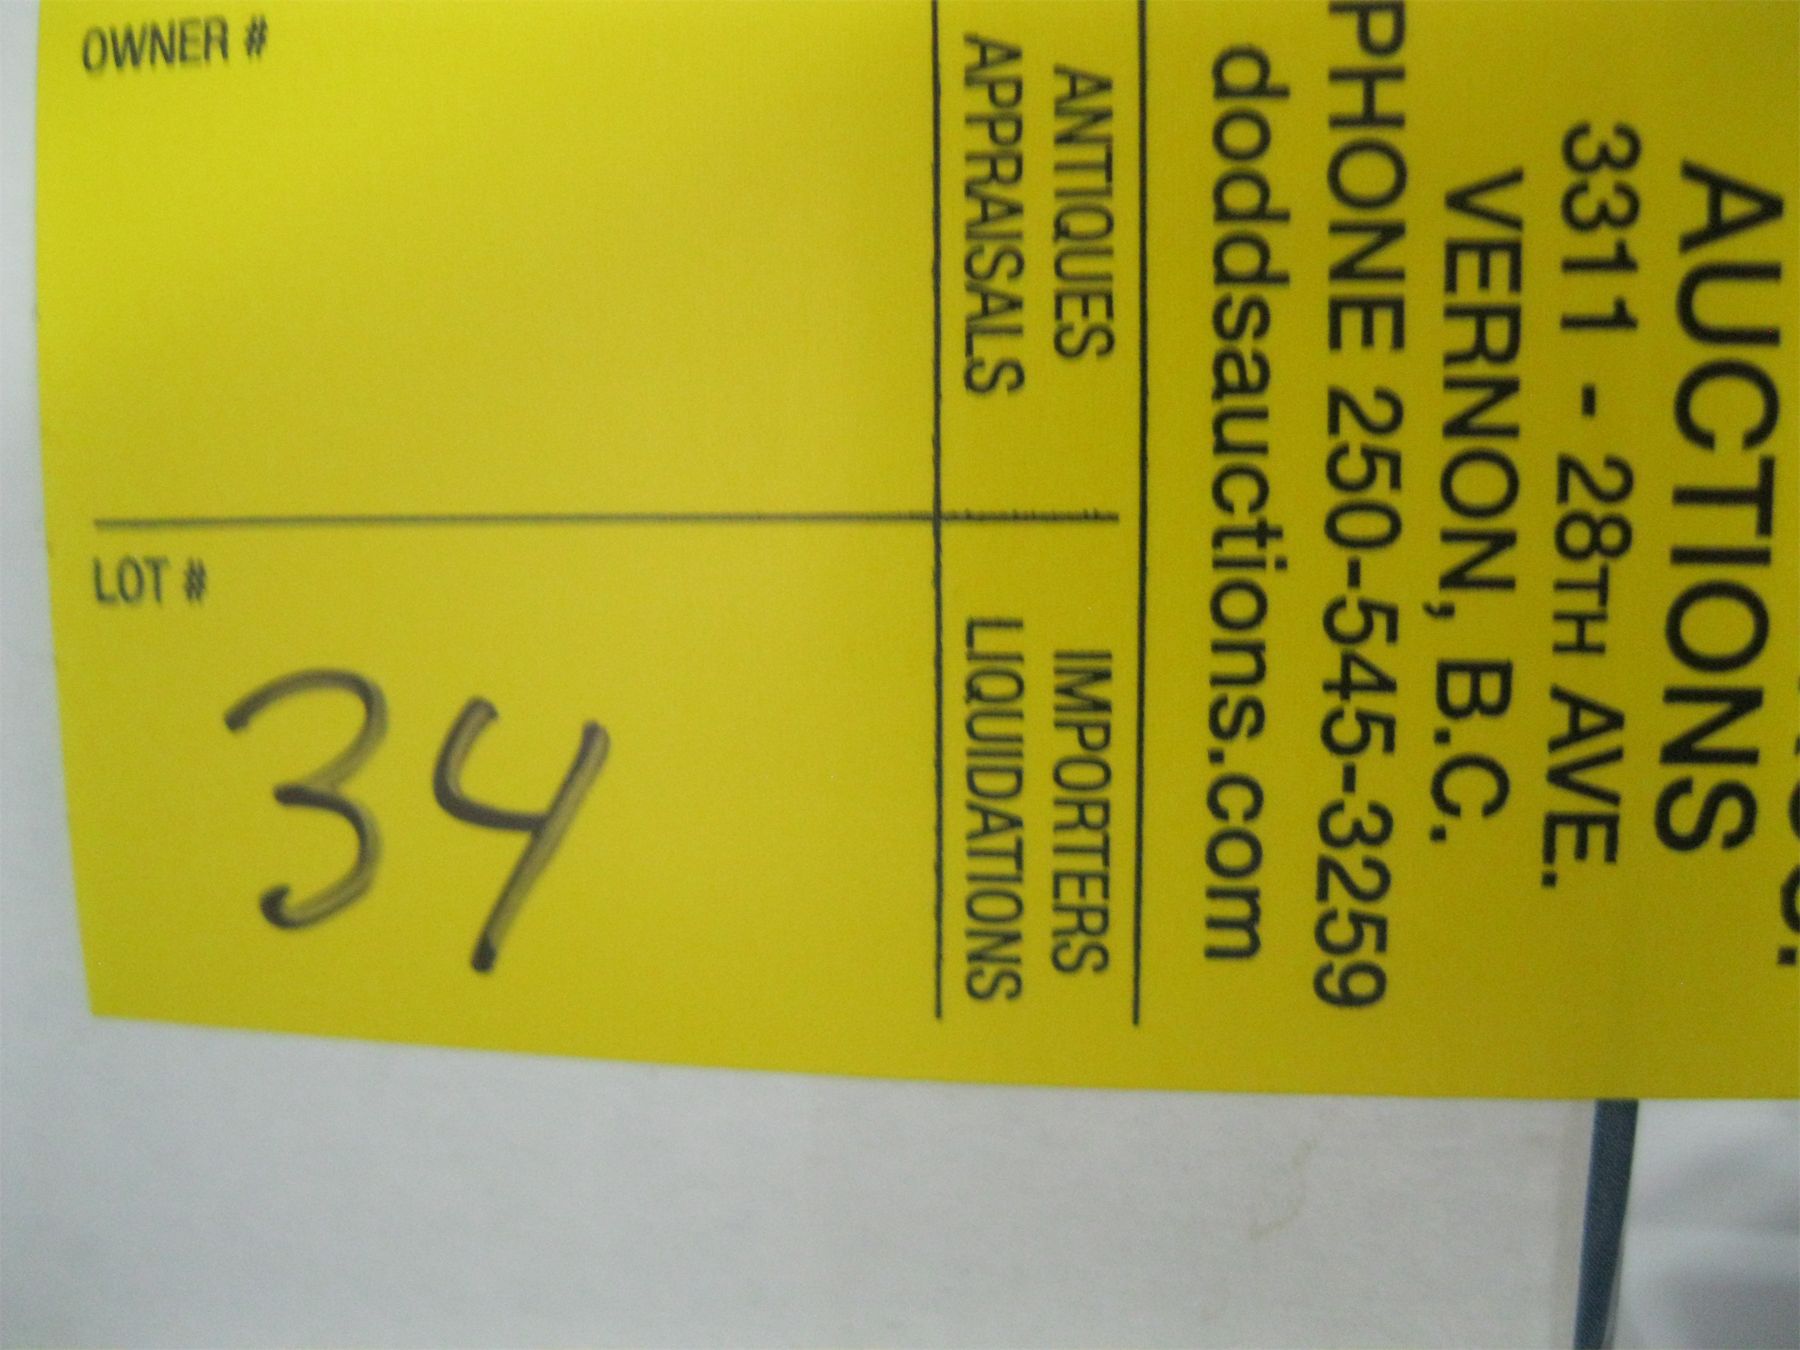 AUCTIONS
3311 - 28TH AVE.
VERNON, B.C.
PHONE 250-545-3259
doddsauctions.com
ANTIQUES IMPORTERS
APPRAISALS LIQUIDATIONS
OWNER #
LOT #
34